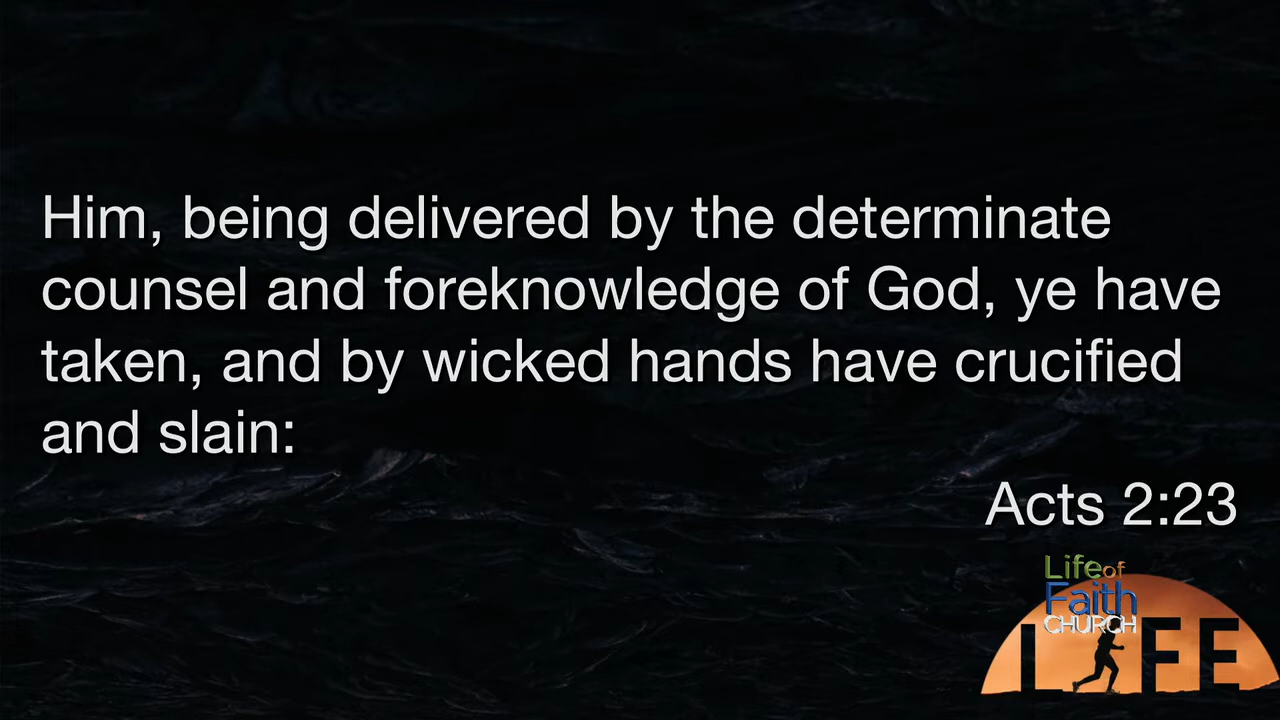 Him, being delivered by the determinate
counsel and foreknowledge of God, ye have
taken, and by wicked hands have crucified
and slain:
Acts 2:23
Life of
Faith
CHURCH
LIFE